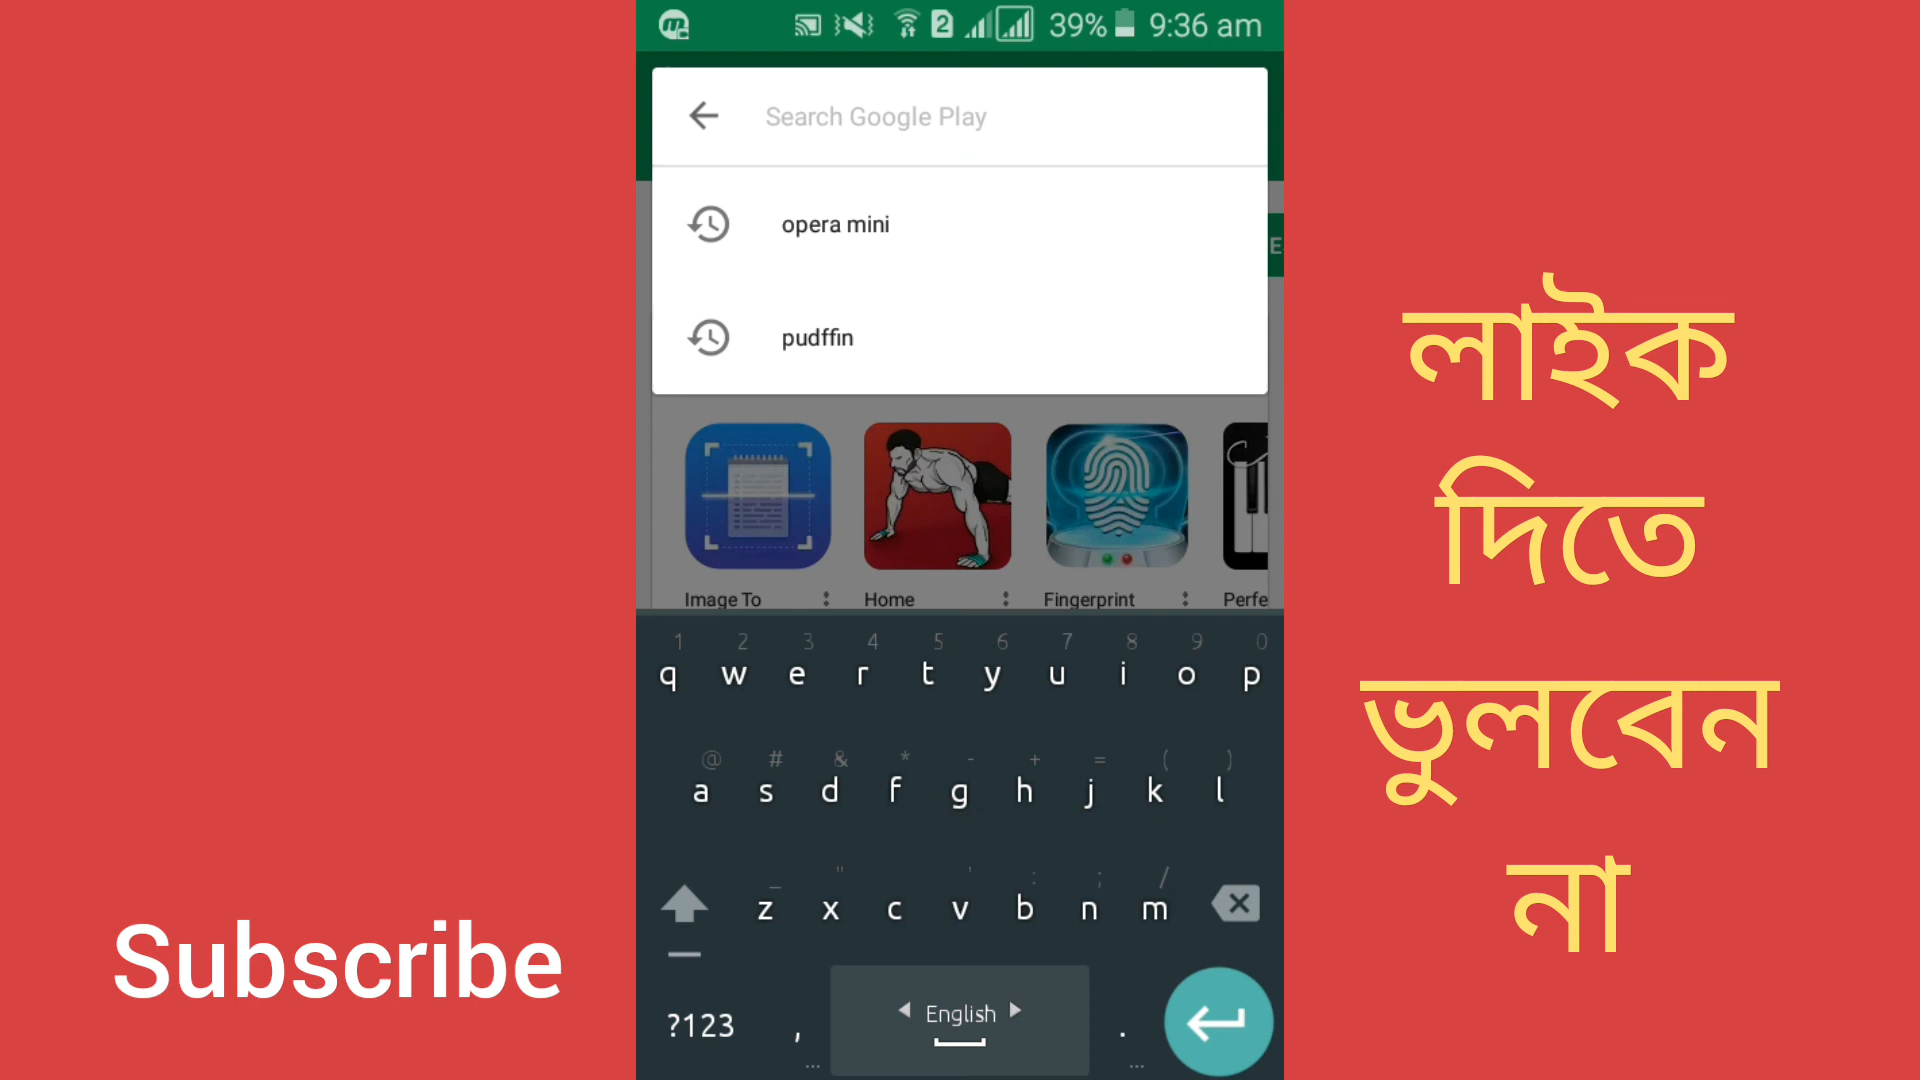 2 39% 9:36 am
Search Google Play
opera mini
pudffin
E
Image To Home Fingerprint Perfe
1 2 3 4 5 6 7 8 9 0
q w e r t y u i o p
@ # & * - + = ( )
a s d f g h j k l
_ " ' : ; /
z x c v b n m
?123 , English .
... ...
Subscribe
লাইক
দিতে
ভুলবেন
না